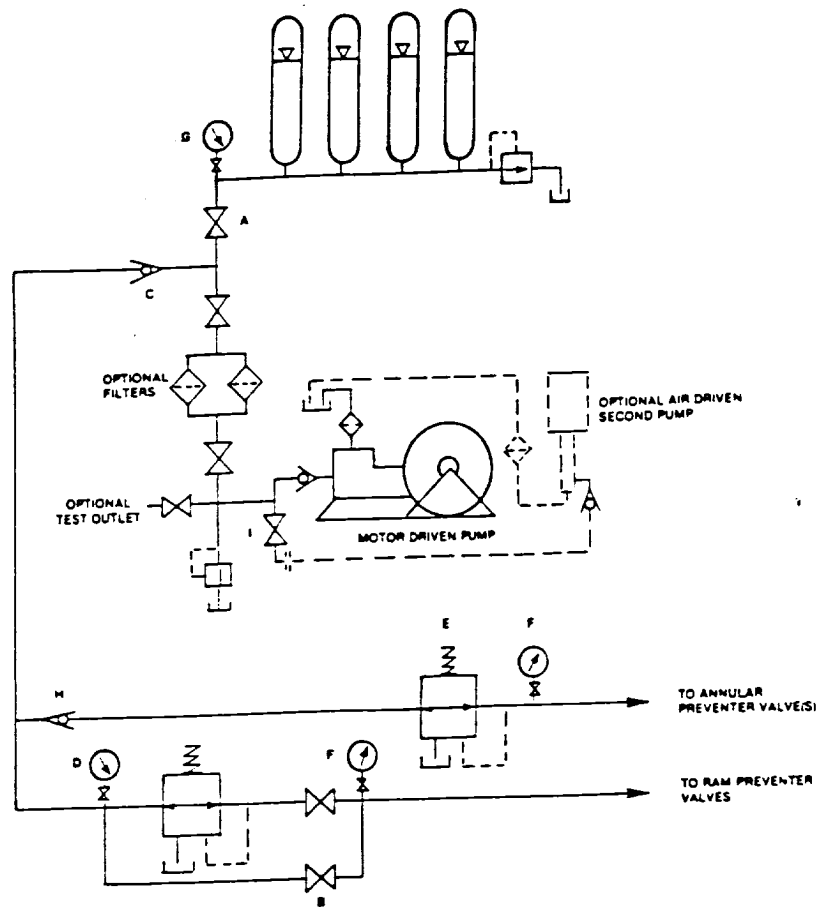 G
A
C
OPTIONAL
FILTERS
OPTIONAL AIR DRIVEN
SECOND PUMP
OPTIONAL
TEST OUTLET
I
MOTOR DRIVEN PUMP
E
F
H
TO ANNULAR
PREVENTER VALVE(S)
D
F
TO RAM PREVENTER
VALVES
B